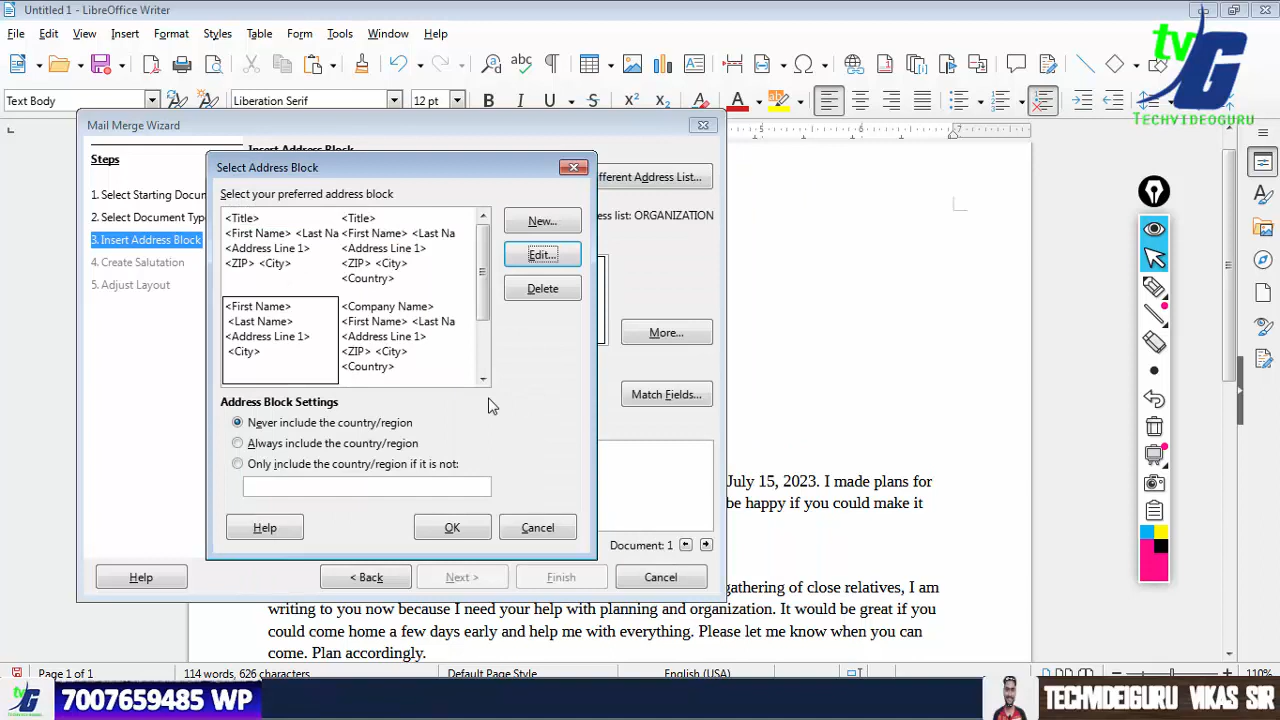 Untitled 1 - LibreOffice Writer
File Edit View Insert Format Styles Table Form Tools Window Help
Text Body
Liberation Serif
12 pt
tv G
TECHVIDEOGURU
Mail Merge Wizard
Steps
1. Select Starting Docum
2. Select Document Typ
3. Insert Address Block
4. Create Salutation
5. Adjust Layout
Insert Address Block
fferent Address List...
ess list: ORGANIZATION
More...
Match Fields...
Document: 1
Help
< Back
Next >
Finish
Cancel
Select Address Block
Select your preferred address block
<Title>
<First Name> <Last Na
<Address Line 1>
<ZIP> <City>
<Title>
<First Name> <Last Na
<Address Line 1>
<ZIP> <City>
<Country>
<First Name>
<Last Name>
<Address Line 1>
<City>
<Company Name>
<First Name> <Last Na
<Address Line 1>
<ZIP> <City>
<Country>
New...
Edit...
Delete
Address Block Settings
Never include the country/region
Always include the country/region
Only include the country/region if it is not:
Help
OK
Cancel
5 6 7
July 15, 2023. I made plans for
be happy if you could make it
gathering of close relatives, I am
writing to you now because I need your help with planning and organization. It would be great if you
could come home a few days early and help me with everything. Please let me know when you can
come. Plan accordingly.
Page 1 of 1
114 words, 626 characters
Default Page Style
English (USA)
110%
tv G
7007659485 WP
TECHVIDEIGURU VIKAS SIR